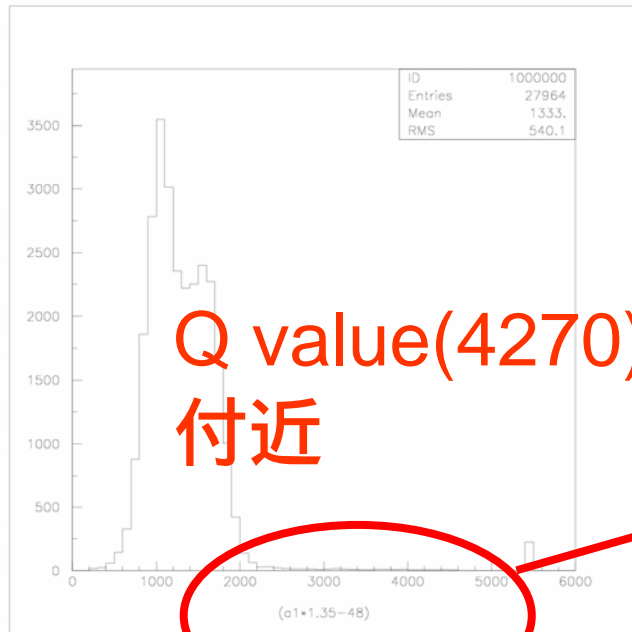 ID 1000000
Entries 27964
Mean 1333.
RMS 540.1
3500
3000
2500
2000
1500
1000
500
0
Q value(4270)
付近
0 1000 2000 3000 4000 5000 6000
(a1*1.35-48)